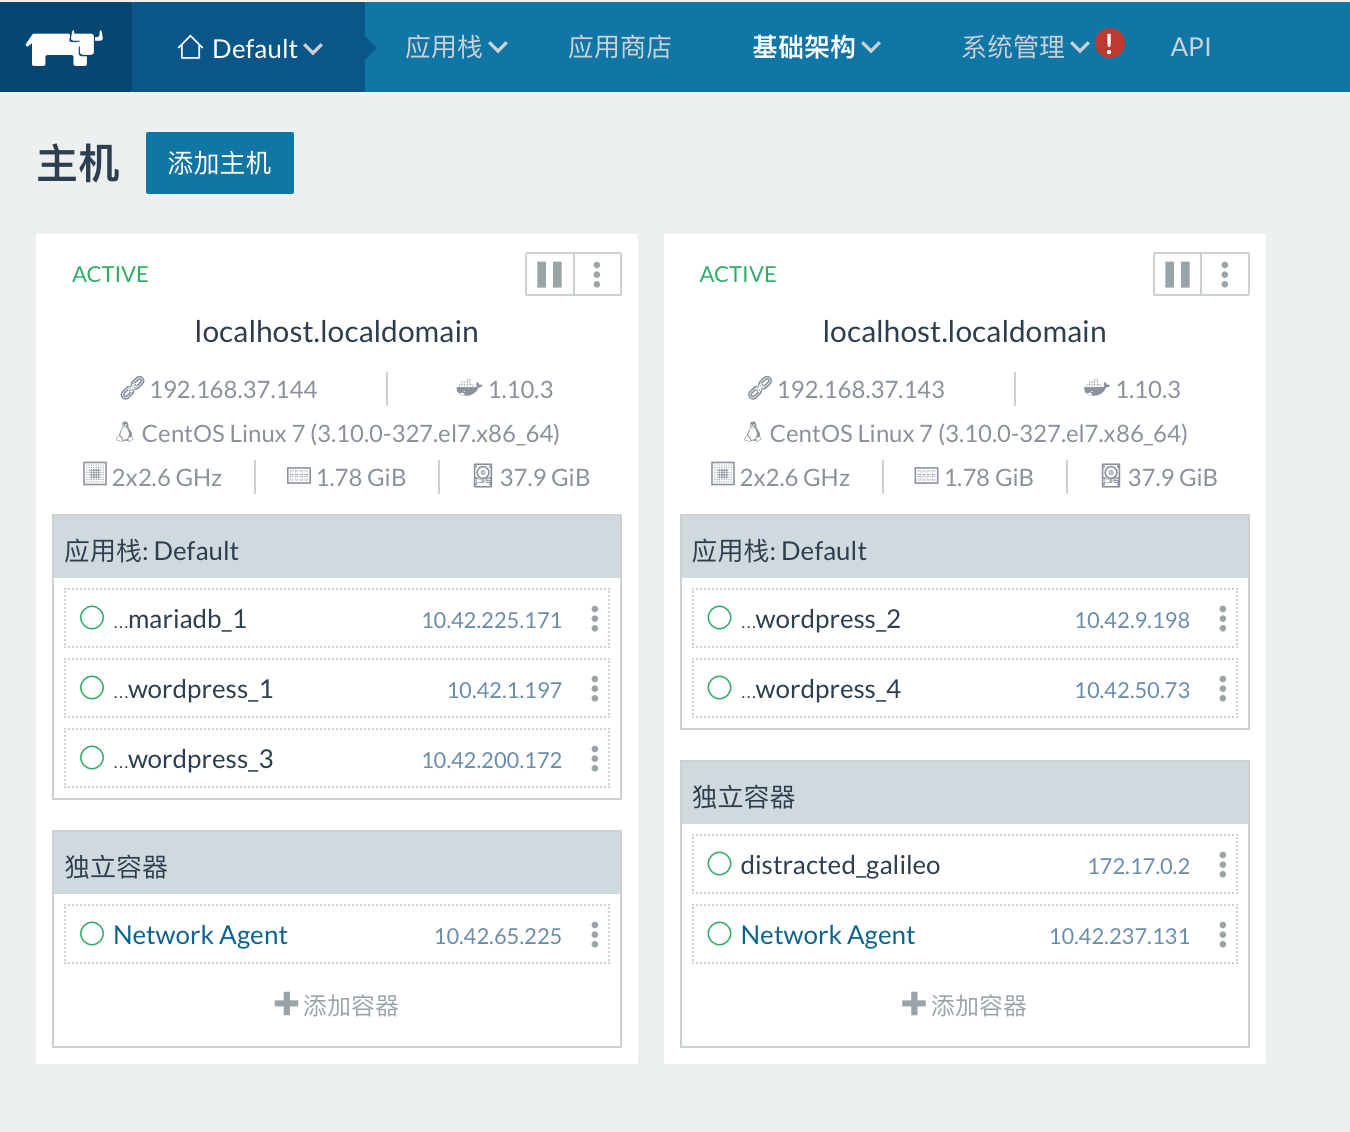 Default 应用栈 应用商店 基础架构 系统管理 ! API
主机 添加主机
ACTIVE
localhost.localdomain
192.168.37.144 1.10.3
CentOS Linux 7 (3.10.0-327.el7.x86_64)
2x2.6 GHz 1.78 GiB 37.9 GiB
应用栈: Default
...mariadb_1 10.42.225.171
...wordpress_1 10.42.1.197
...wordpress_3 10.42.200.172
独立容器
Network Agent 10.42.65.225
添加容器
ACTIVE
localhost.localdomain
192.168.37.143 1.10.3
CentOS Linux 7 (3.10.0-327.el7.x86_64)
2x2.6 GHz 1.78 GiB 37.9 GiB
应用栈: Default
...wordpress_2 10.42.9.198
...wordpress_4 10.42.50.73
独立容器
distracted_galileo 172.17.0.2
Network Agent 10.42.237.131
添加容器